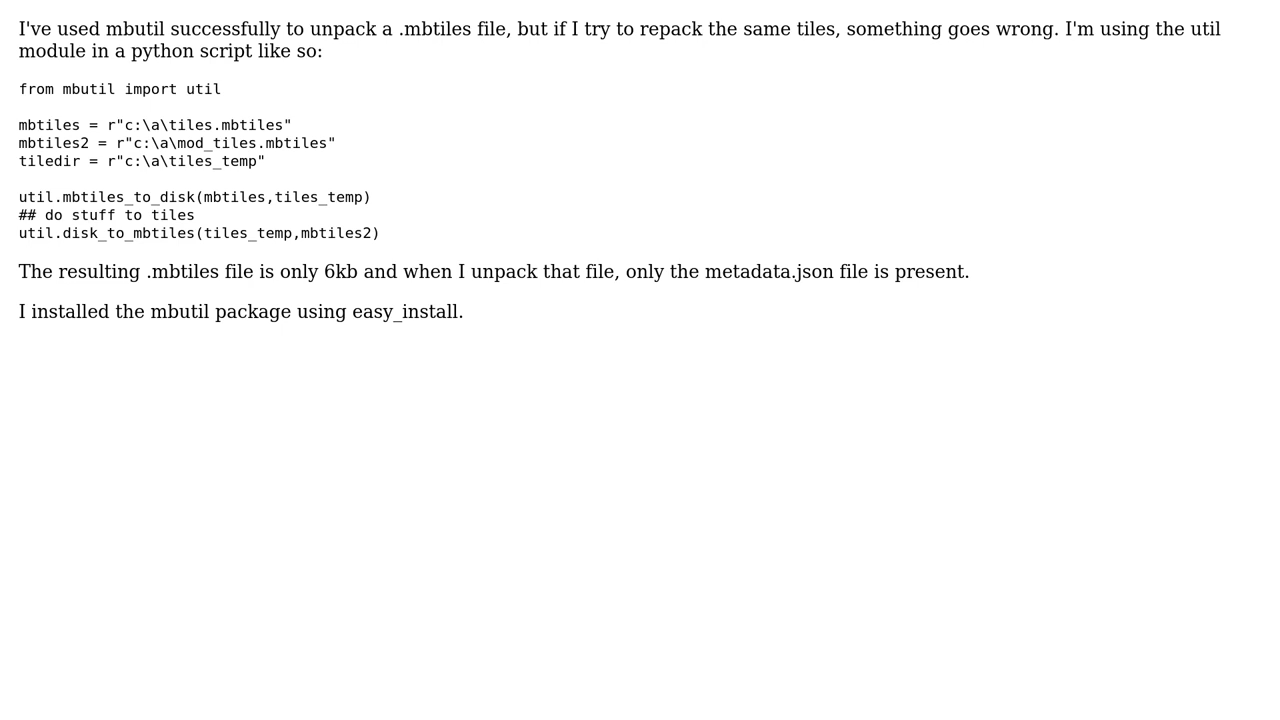 I've used mbutil successfully to unpack a .mbtiles file, but if I try to repack the same tiles, something goes wrong. I'm using the util
module in a python script like so:
from mbutil import util
mbtiles = r"c:\a\tiles.mbtiles"
mbtiles2 = r"c:\a\mod_tiles.mbtiles"
tiledir = r"c:\a\tiles_temp"
util.mbtiles_to_disk(mbtiles,tiles_temp)
## do stuff to tiles
util.disk_to_mbtiles(tiles_temp,mbtiles2)
The resulting .mbtiles file is only 6kb and when I unpack that file, only the metadata.json file is present.
I installed the mbutil package using easy_install.